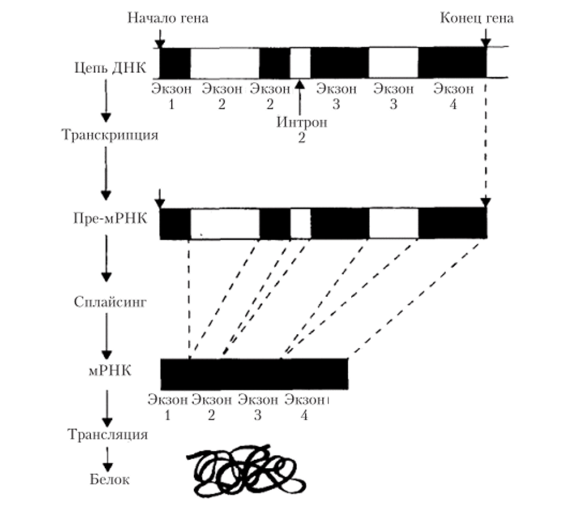 Начало гена
Конец гена
Цепь ДНК
Экзон Экзон Экзон Экзон Экзон Экзон
1 2 2 3 3 4
Интрон
2
Транскрипция
Пре-мРНК
Сплайсинг
мРНК
Экзон Экзон Экзон Экзон
1 2 3 4
Трансляция
Белок